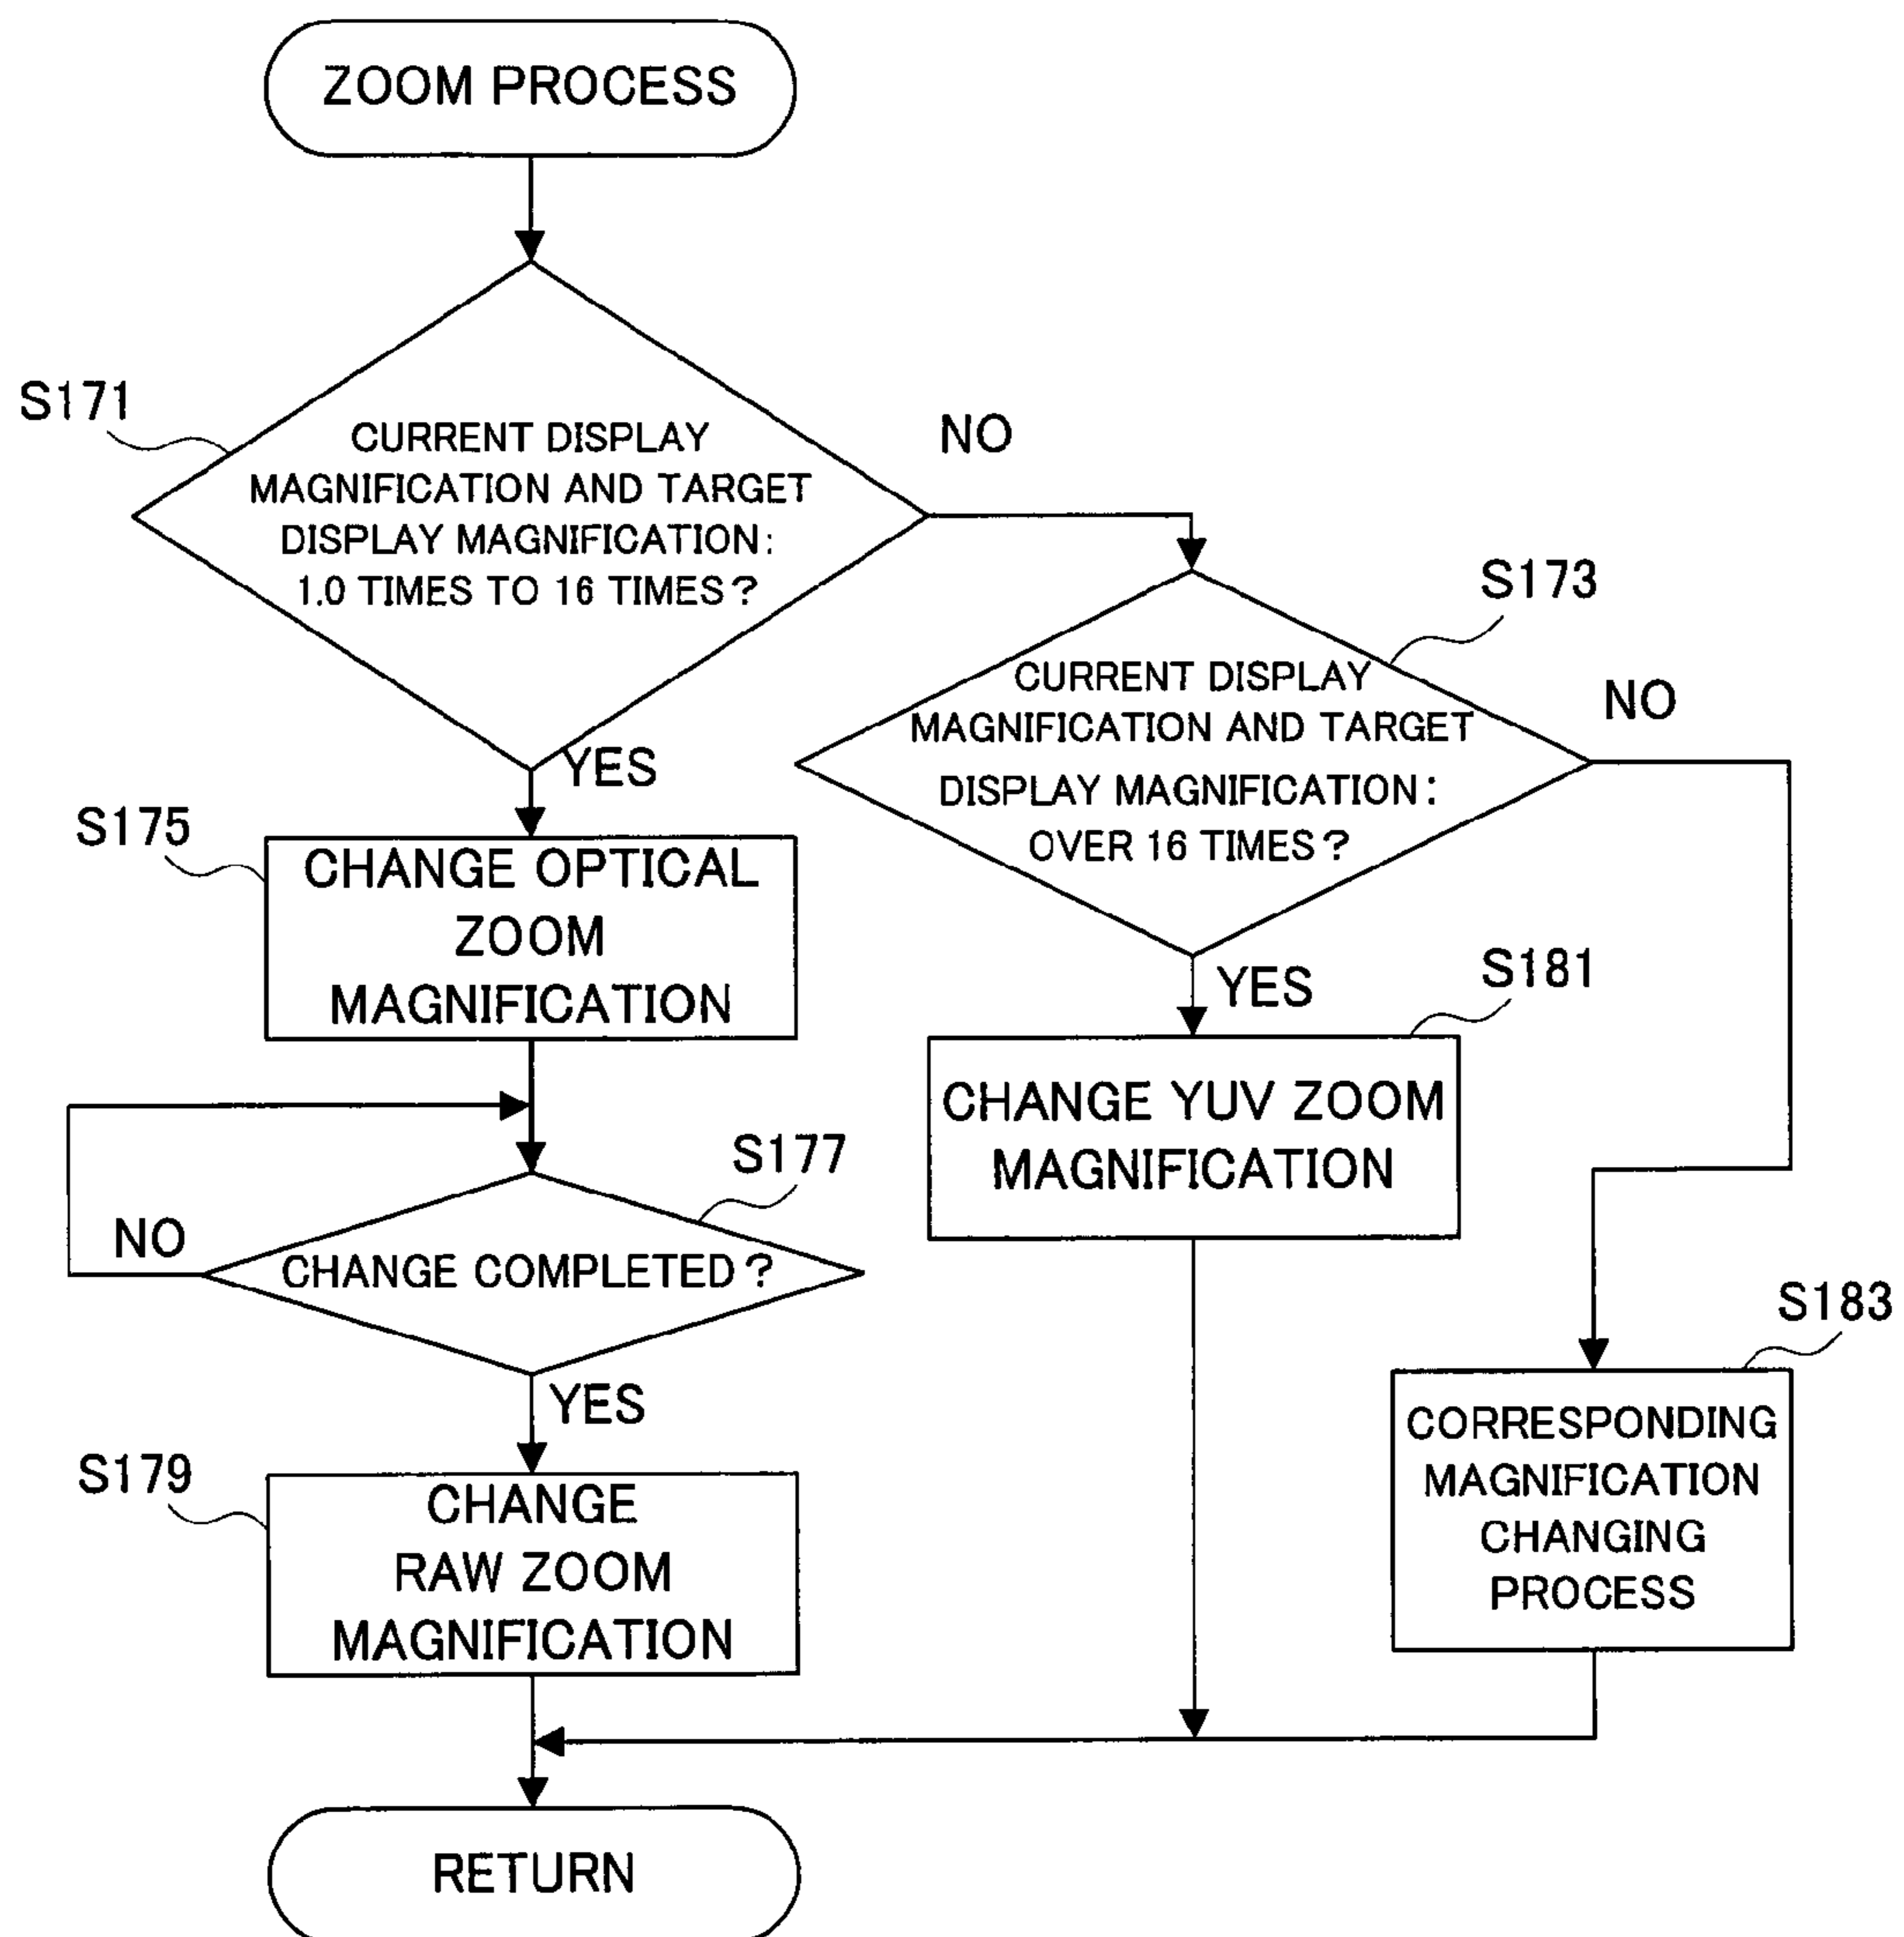 ZOOM PROCESS
S171
CURRENT DISPLAY
MAGNIFICATION AND TARGET
DISPLAY MAGNIFICATION:
1.0 TIMES TO 16 TIMES?
NO
YES
S173
CURRENT DISPLAY
MAGNIFICATION AND TARGET
DISPLAY MAGNIFICATION:
OVER 16 TIMES?
NO
YES
S175
CHANGE OPTICAL
ZOOM
MAGNIFICATION
S181
CHANGE YUV ZOOM
MAGNIFICATION
S177
CHANGE COMPLETED?
NO
YES
S183
CORRESPONDING
MAGNIFICATION
CHANGING
PROCESS
S179
CHANGE
RAW ZOOM
MAGNIFICATION
RETURN